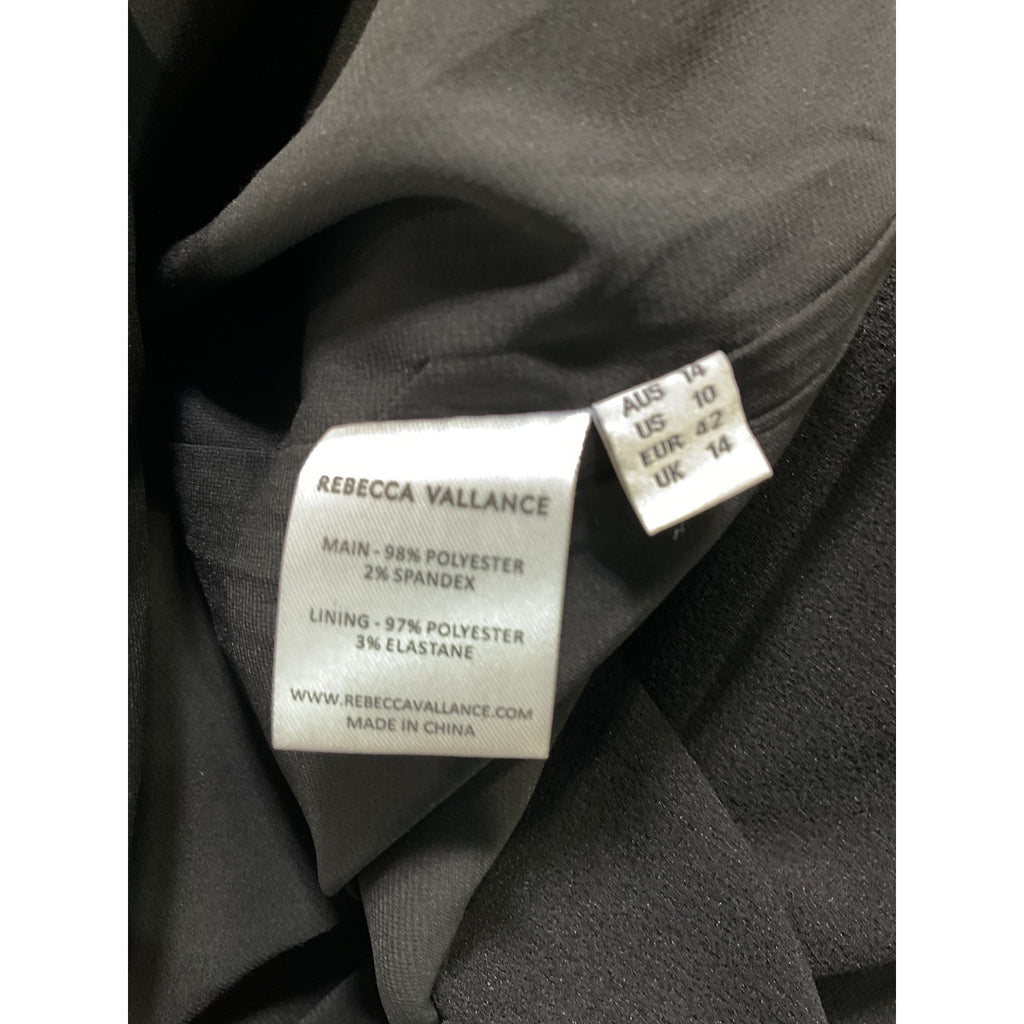 REBECCA VALLANCE
MAIN - 98% POLYESTER
2% SPANDEX
LINING - 97% POLYESTER
3% ELASTANE
WWW.REBECCAVALLANCE.COM
MADE IN CHINA
AUS 14
US 10
EUR 42
UK 14